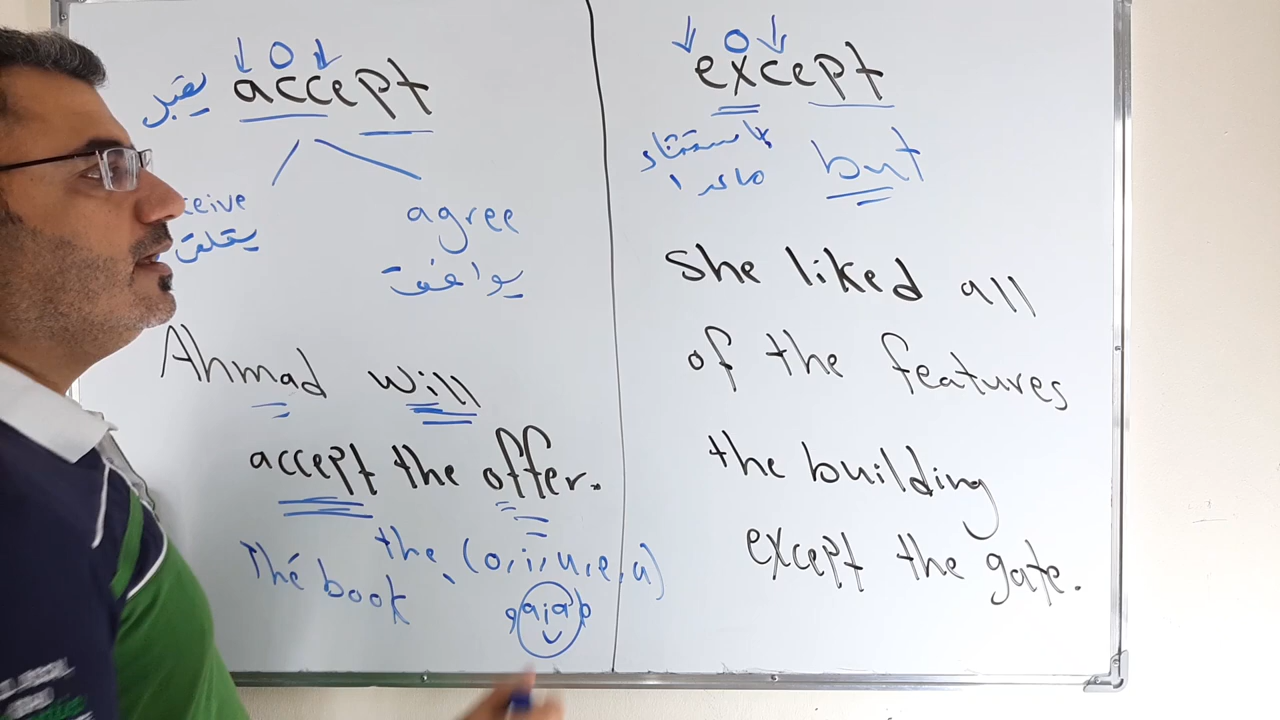 يقبل accept
ceive
يتلقى
agree
يوافق
Ahmad will
accept the offer.
the (o, i, u, e, a)
The book
except
باستثناء but
ماعدا
she liked all
of the features
the building
except the gate.